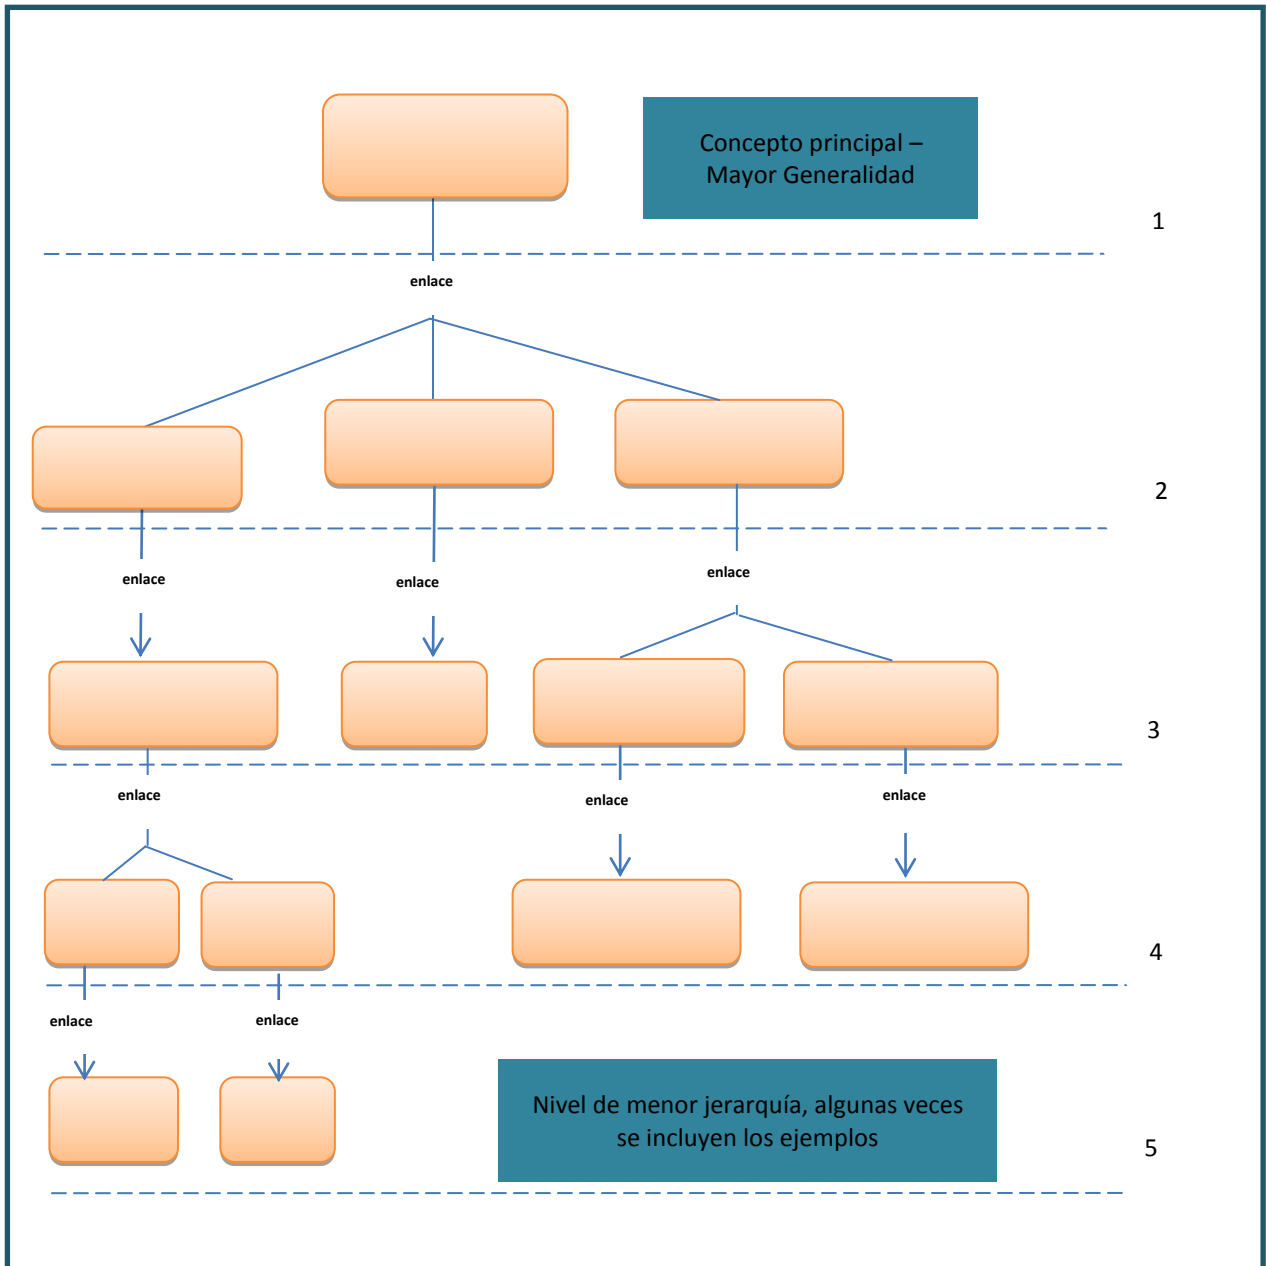 Concepto principal –
Mayor Generalidad
1
enlace
2
enlace
enlace
enlace
3
enlace
enlace
enlace
4
enlace
enlace
Nivel de menor jerarquía, algunas veces
se incluyen los ejemplos
5